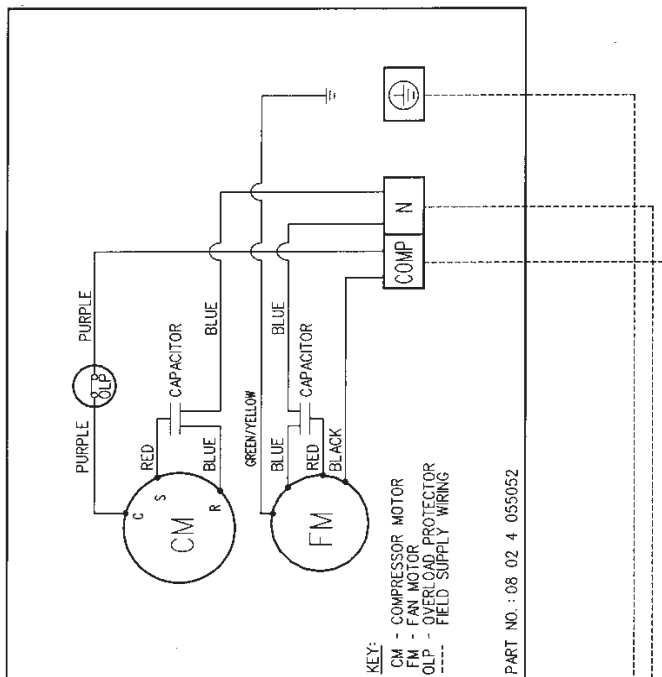 PURPLE
OLP
PURPLE
CAPACITOR
RED
BLUE
BLUE
C
S
R
CM
GREEN/YELLOW
BLUE
CAPACITOR
BLUE
RED
BLACK
FM
N
COMP
KEY:
CM - COMPRESSOR MOTOR
FM - FAN MOTOR
OLP - OVERLOAD PROTECTOR
---- FIELD SUPPLY WIRING
PART NO.: 08 02 4 055052